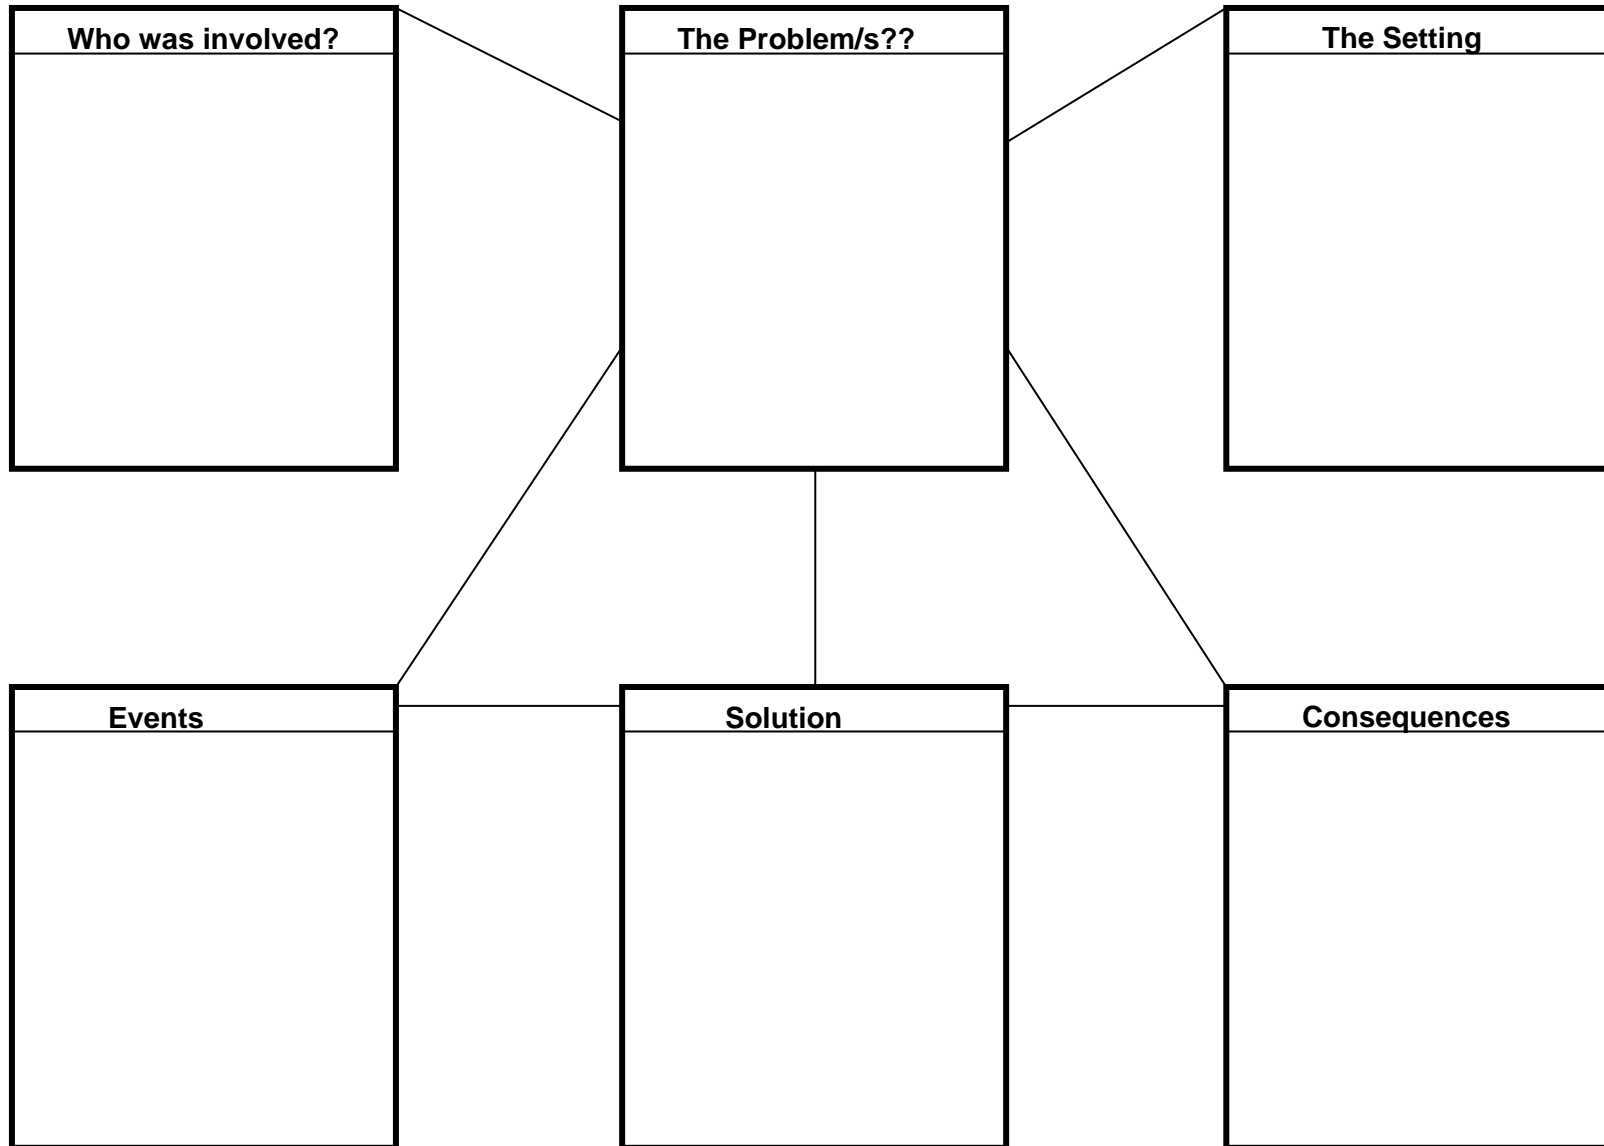 Who was involved?
The Problem/s??
The Setting
Events
Solution
Consequences